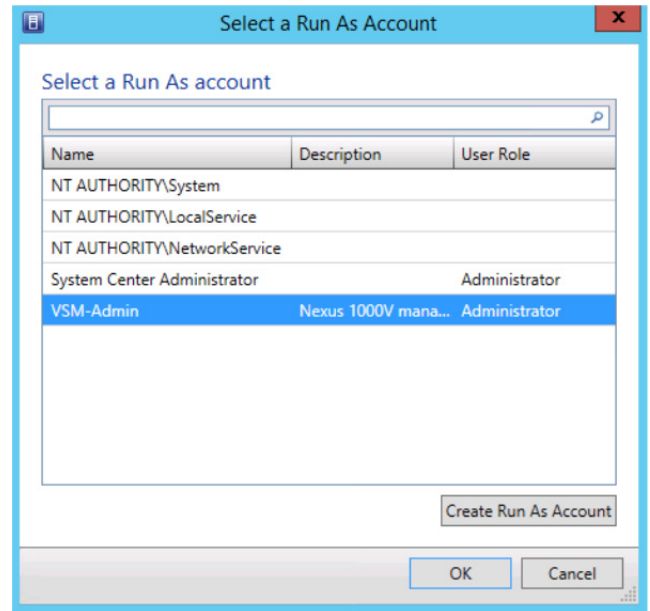 Select a Run As Account
x
Select a Run As account
Name Description User Role
NT AUTHORITY\System
NT AUTHORITY\LocalService
NT AUTHORITY\NetworkService
System Center Administrator Administrator
VSM-Admin Nexus 1000V mana... Administrator
Create Run As Account
OK Cancel